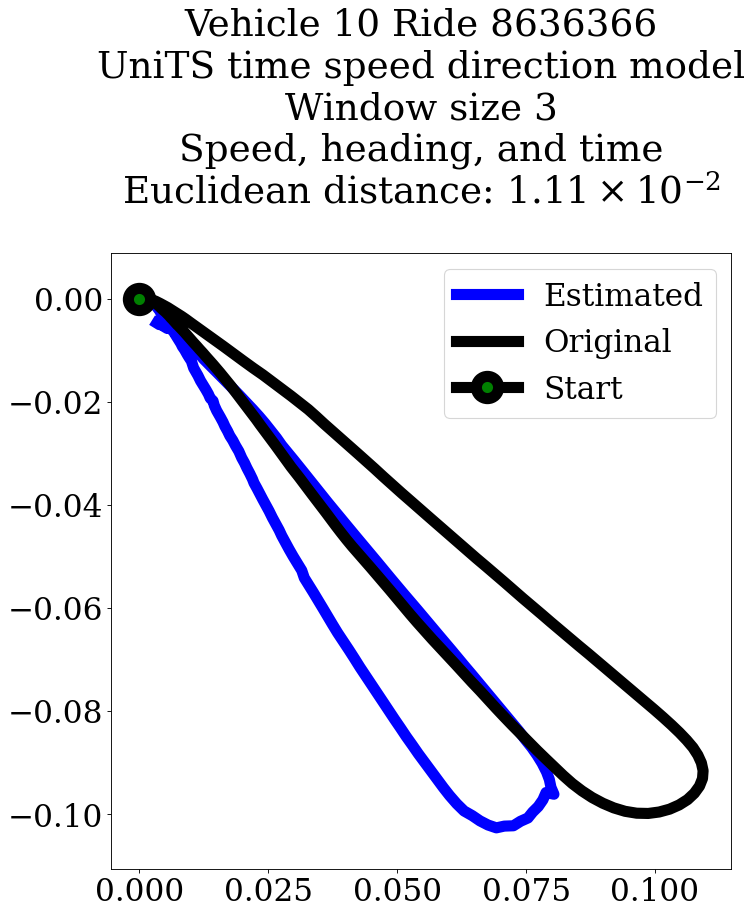 Vehicle 10 Ride 8636366
UniTS time speed direction model
Window size 3
Speed, heading, and time
Euclidean distance: 1.11 × 10⁻²
Estimated
Original
Start
0.00
−0.02
−0.04
−0.06
−0.08
−0.10
0.000 0.025 0.050 0.075 0.100